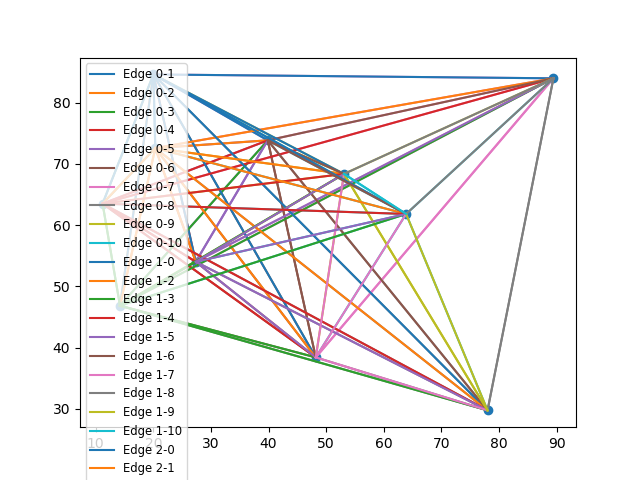 Edge 0-1
Edge 0-2
Edge 0-3
Edge 0-4
Edge 0-5
Edge 0-6
Edge 0-7
Edge 0-8
Edge 0-9
Edge 0-10
Edge 1-0
Edge 1-2
Edge 1-3
Edge 1-4
Edge 1-5
Edge 1-6
Edge 1-7
Edge 1-8
Edge 1-9
Edge 1-10
Edge 2-0
Edge 2-1
80
70
60
50
40
30
10 20 30 40 50 60 70 80 90